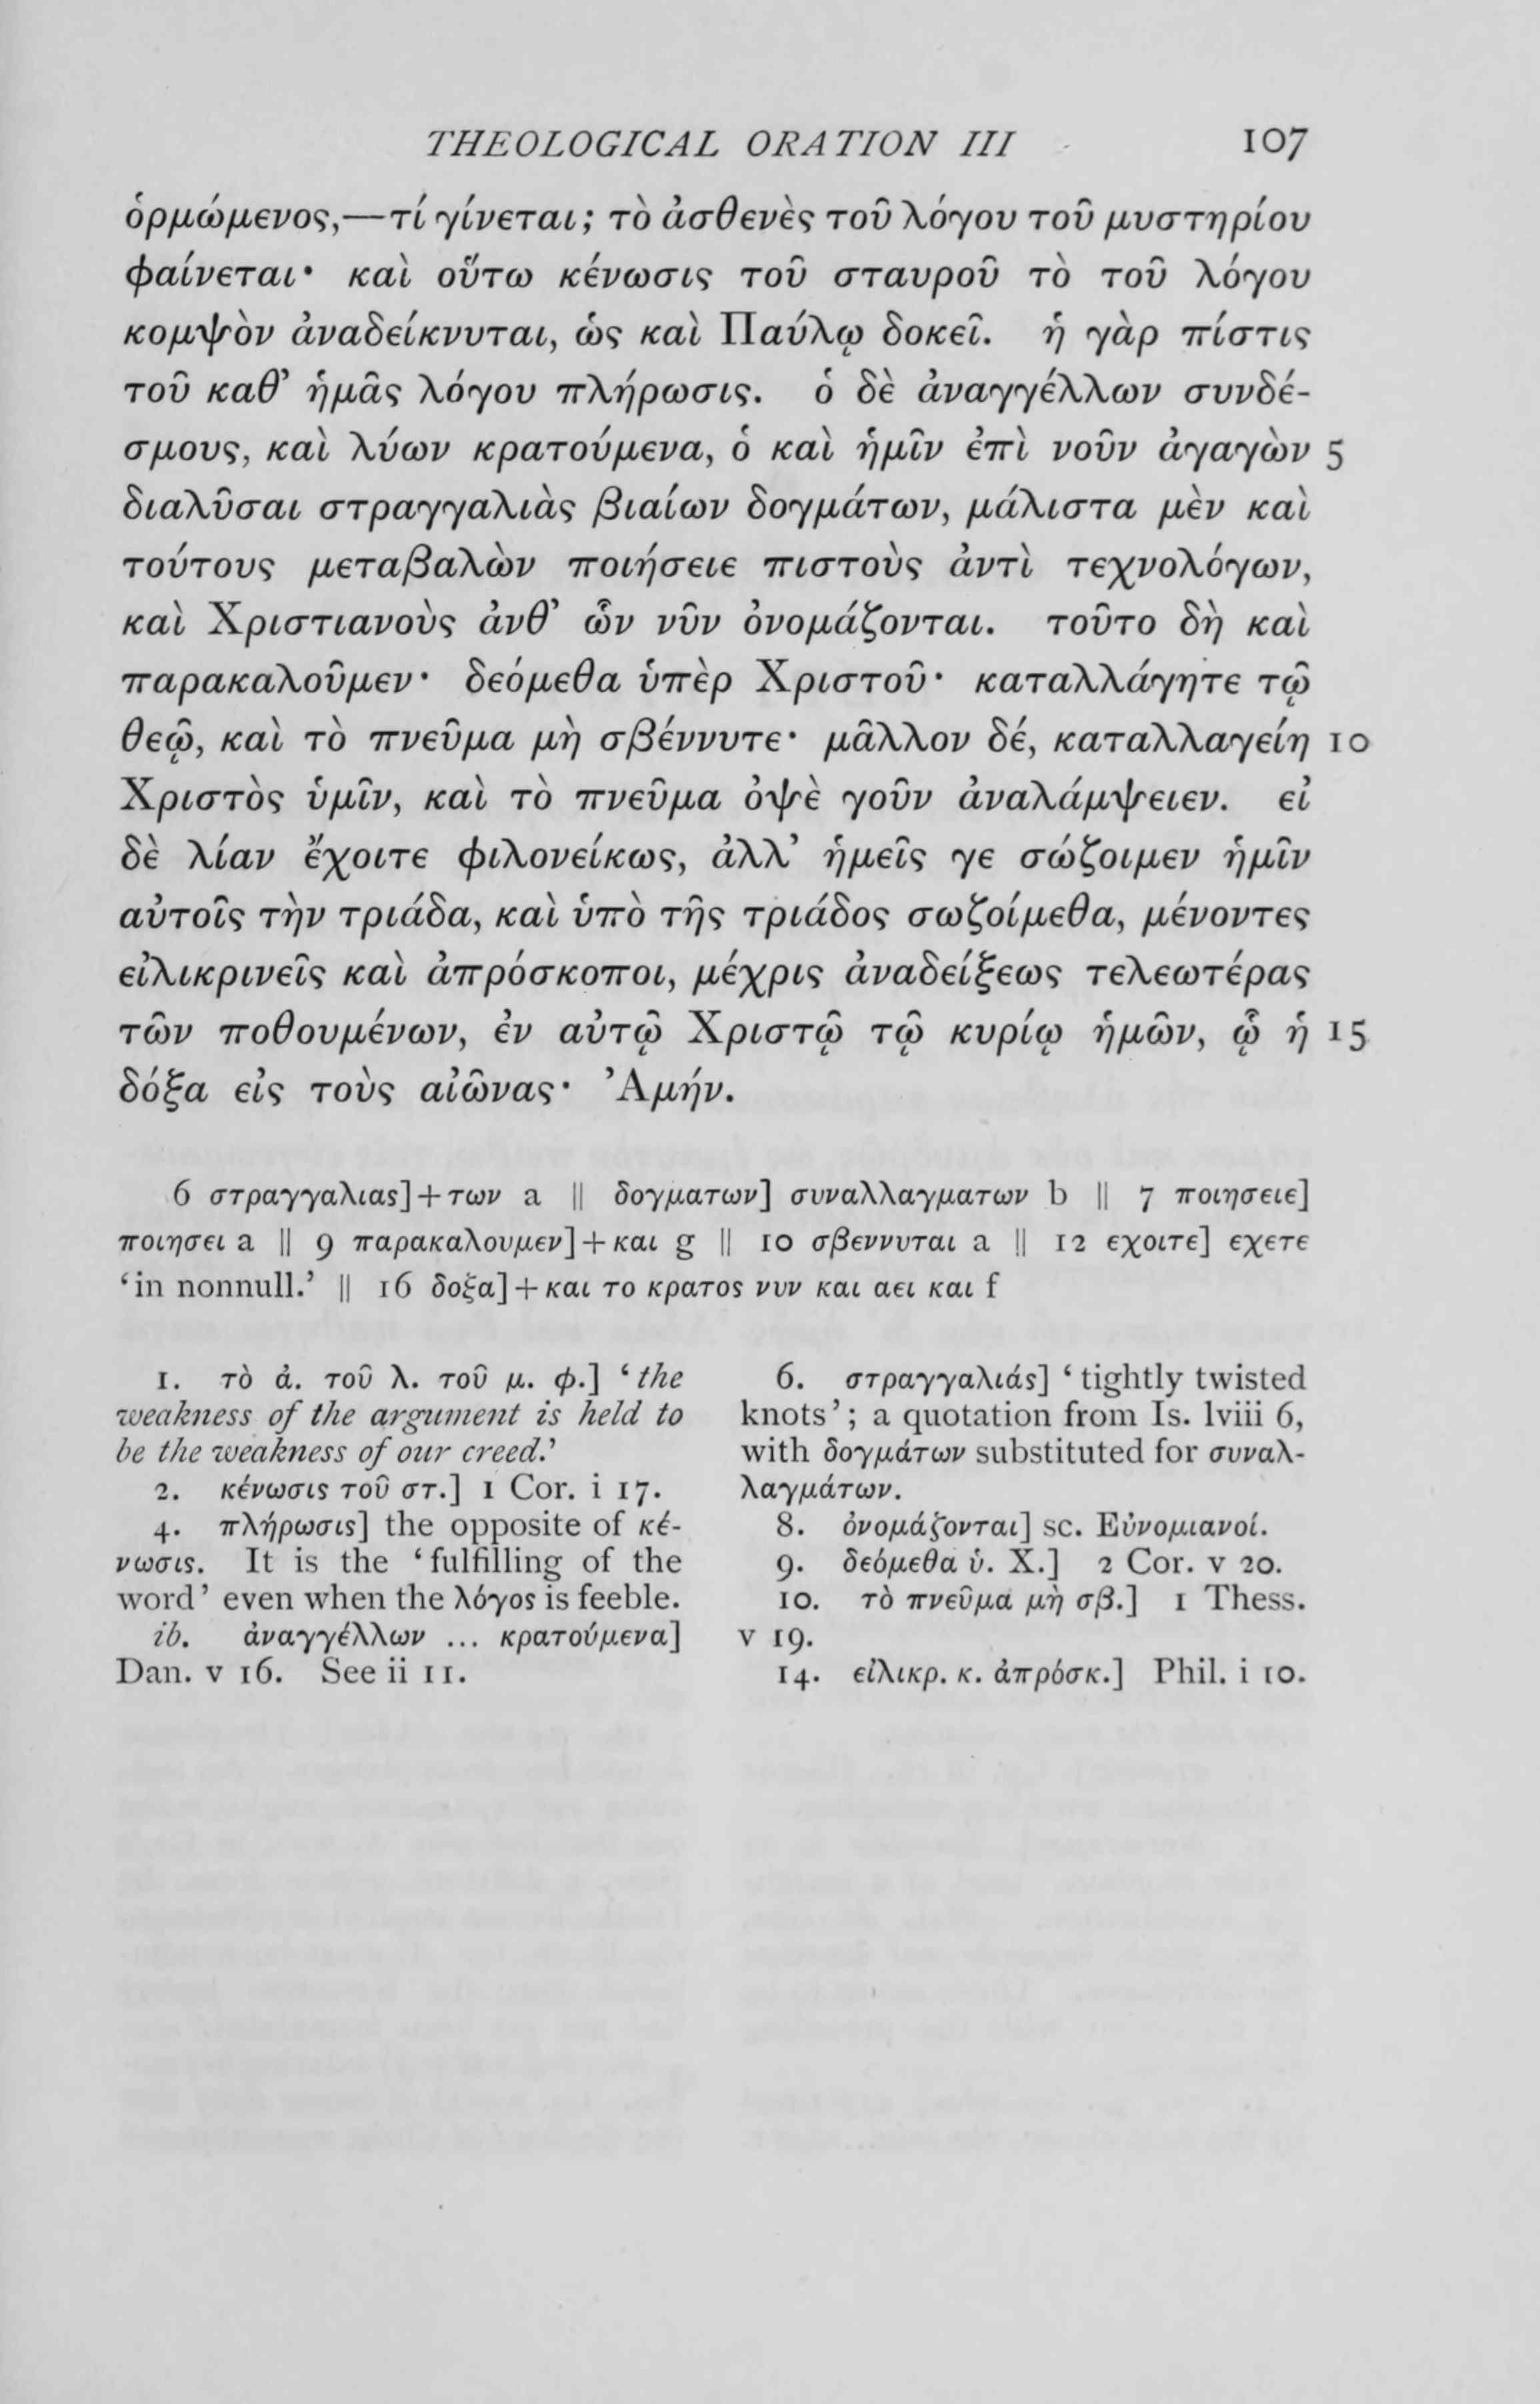 THEOLOGICAL ORATION III 107
ὁρμώμενος,—τί γίνεται; τὸ ἀσθενὲς τοῦ λόγου τοῦ μυστηρίου
φαίνεται· καὶ οὕτω κένωσις τοῦ σταυροῦ τὸ τοῦ λόγου
κομψὸν ἀναδείκνυται, ὡς καὶ Παύλῳ δοκεῖ. ἡ γὰρ πίστις
τοῦ καθ’ ἡμᾶς λόγου πλήρωσις. ὁ δὲ ἀναγγέλλων συνδέ-
σμους, καὶ λύων κρατούμενα, ὁ καὶ ἡμῖν ἐπὶ νοῦν ἀγαγὼν 5
διαλῦσαι στραγγαλιὰς βιαίων δογμάτων, μάλιστα μὲν καὶ
τούτους μεταβαλὼν ποιήσειε πιστοὺς ἀντὶ τεχνολόγων,
καὶ Χριστιανοὺς ἀνθ’ ὧν νῦν ὀνομάζονται. τοῦτο δὴ καὶ
παρακαλοῦμεν· δεόμεθα ὑπὲρ Χριστοῦ· καταλλάγητε τῷ
θεῷ, καὶ τὸ πνεῦμα μὴ σβέννυτε· μᾶλλον δέ, καταλλαγείη 10
Χριστὸς ὑμῖν, καὶ τὸ πνεῦμα ὀψὲ γοῦν ἀναλάμψειεν. εἰ
δὲ λίαν ἔχοιτε φιλονείκως, ἀλλ’ ἡμεῖς γε σώζοιμεν ἡμῖν
αὐτοῖς τὴν τριάδα, καὶ ὑπὸ τῆς τριάδος σωζοίμεθα, μένοντες
εἰλικρινεῖς καὶ ἀπρόσκοποι, μέχρις ἀναδείξεως τελεωτέρας
τῶν ποθουμένων, ἐν αὐτῷ Χριστῷ τῷ κυρίῳ ἡμῶν, ᾧ ἡ 15
δόξα εἰς τοὺς αἰῶνας· Ἀμήν.
6 στραγγαλιας]+των a || δογματων] συναλλαγματων b || 7 ποιησειε]
ποιησει a || 9 παρακαλουμεν]+και g || 10 σβεννυται a || 12 εχοιτε] εχετε
‘in nonnull.’ || 16 δοξα]+και το κρατος νυν και αει και f
1. τὸ ἀ. τοῦ λ. τοῦ μ. φ.] ‘the
weakness of the argument is held to
be the weakness of our creed.’
2. κένωσις τοῦ στ.] 1 Cor. i 17.
4. πλήρωσις] the opposite of κέ-
νωσις. It is the ‘fulfilling of the
word’ even when the λόγος is feeble.
ib. ἀναγγέλλων ... κρατούμενα]
Dan. v 16. See ii 11.
6. στραγγαλιάς] ‘tightly twisted
knots’; a quotation from Is. lviii 6,
with δογμάτων substituted for συναλ-
λαγμάτων.
8. ὀνομάζονται] sc. Εὐνομιανοί.
9. δεόμεθα ὑ. Χ.] 2 Cor. v 20.
10. τὸ πνεῦμα μὴ σβ.] 1 Thess.
v 19.
14. εἰλικρ. κ. ἀπρόσκ.] Phil. i 10.